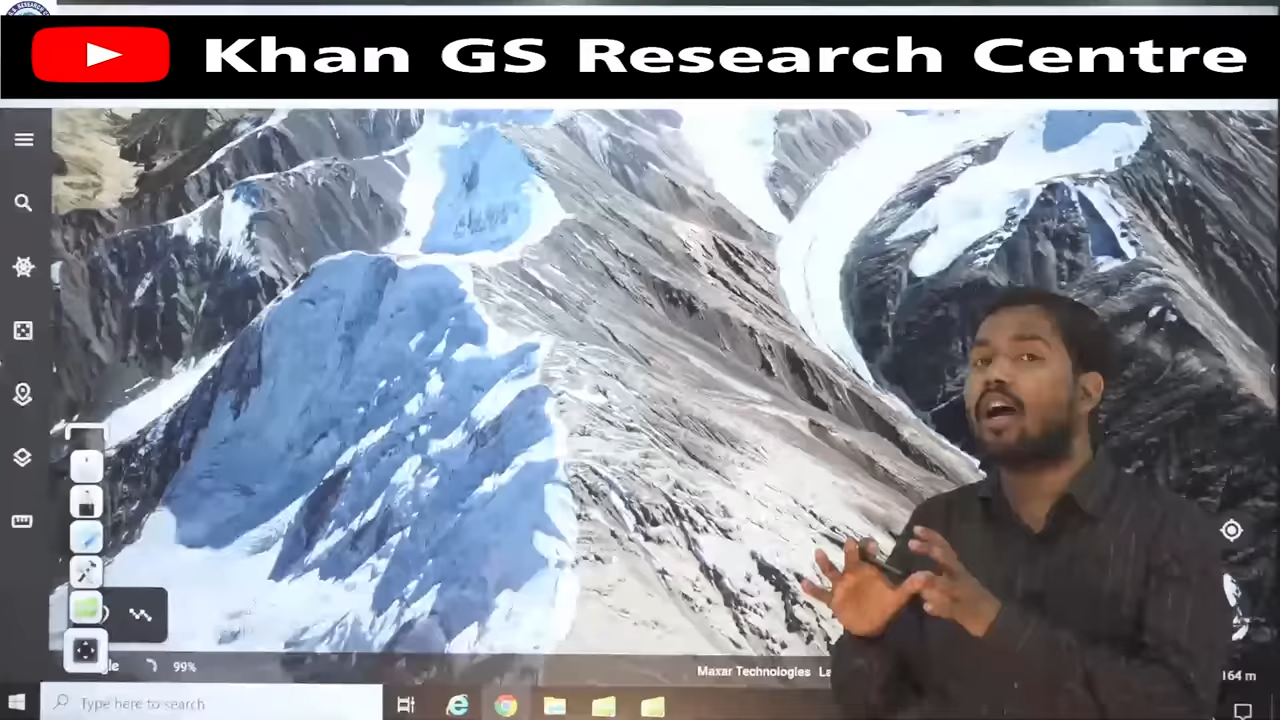 Khan GS Research Centre
99%
Maxar Technologies
164 m
Type here to search